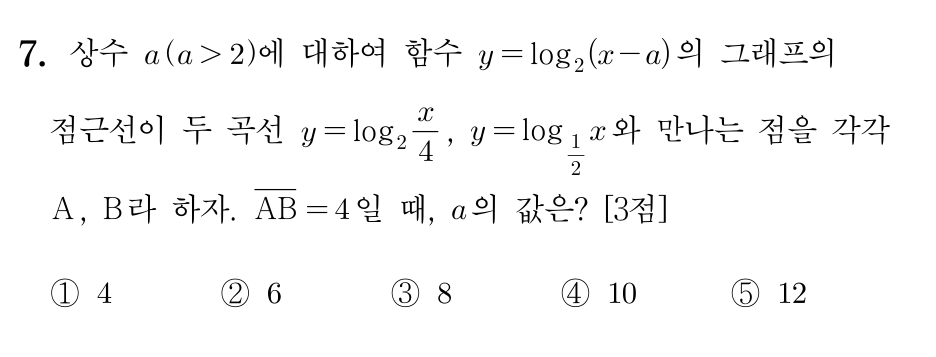 7. 상수 a(a>2)에 대하여 함수 y=log₂(x-a)의 그래프의
점근선이 두 곡선 y=log₂ x/4, y=log_{1/2} x와 만나는 점을 각각
A, B라 하자. A̅B̅=4일 때, a의 값은? [3점]
① 4 ② 6 ③ 8 ④ 10 ⑤ 12